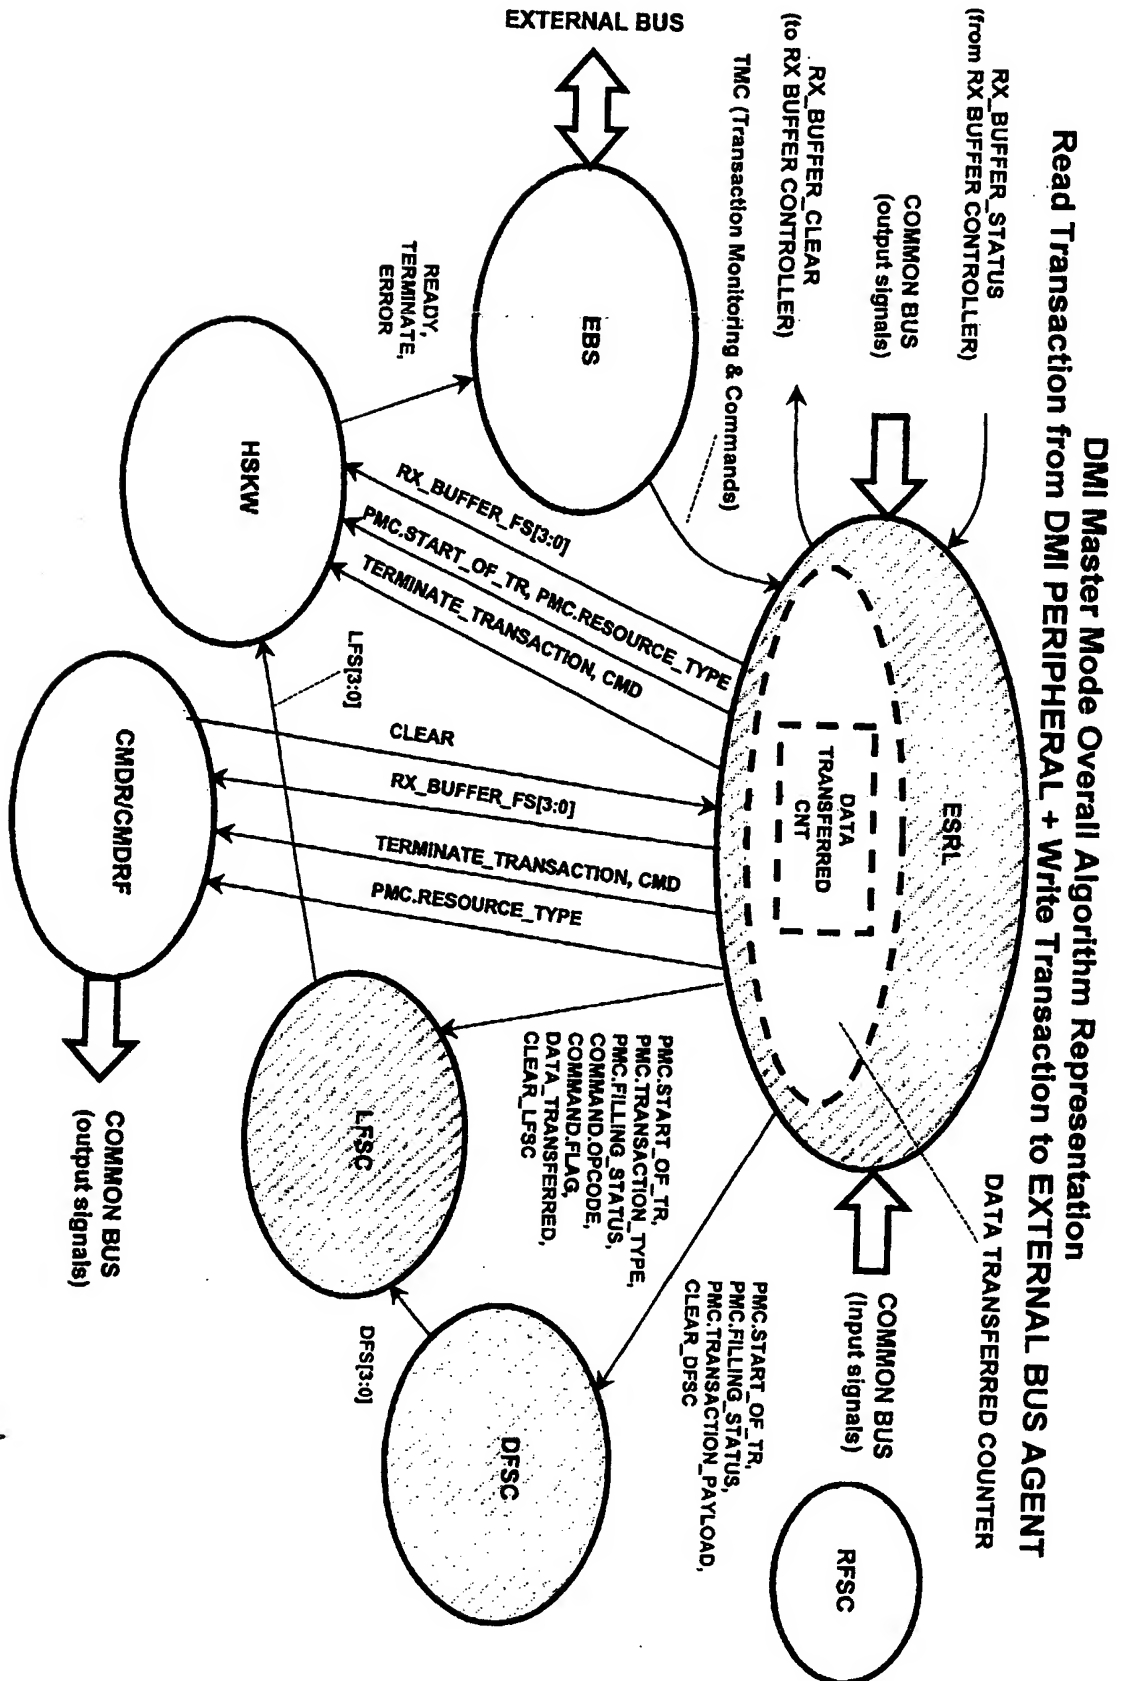 DMI Master Mode Overall Algorithm Representation
Read Transaction from DMI PERIPHERAL + Write Transaction to EXTERNAL BUS AGENT
RX_BUFFER_STATUS
(from RX BUFFER CONTROLLER)
COMMON BUS
(output signals)
RX_BUFFER_CLEAR
(to RX BUFFER CONTROLLER)
TMC (Transaction Monitoring & Commands)
EXTERNAL BUS
EBS
ESRL
DATA
TRANSFERRED
CNT
DATA TRANSFERRED COUNTER
COMMON BUS
(Input signals)
RFSC
READY,
TERMINATE,
ERROR
HSKW
RX_BUFFER_FS[3:0]
PMC.START_OF_TR, PMC.RESOURCE_TYPE
TERMINATE_TRANSACTION, CMD
LFS[3:0]
CLEAR
RX_BUFFER_FS[3:0]
TERMINATE_TRANSACTION, CMD
PMC.RESOURCE_TYPE
CMDR/CMDRF
COMMON BUS
(output signals)
PMC.START_OF_TR,
PMC.TRANSACTION_TYPE,
PMC.FILLING_STATUS,
COMMAND.OPCODE,
COMMAND.FLAG,
DATA_TRANSFERRED,
CLEAR_LFSC
LFSC
PMC.START_OF_TR,
PMC.FILLING_STATUS,
PMC.TRANSACTION_PAYLOAD,
CLEAR_DFSC
DFS[3:0]
DFSC